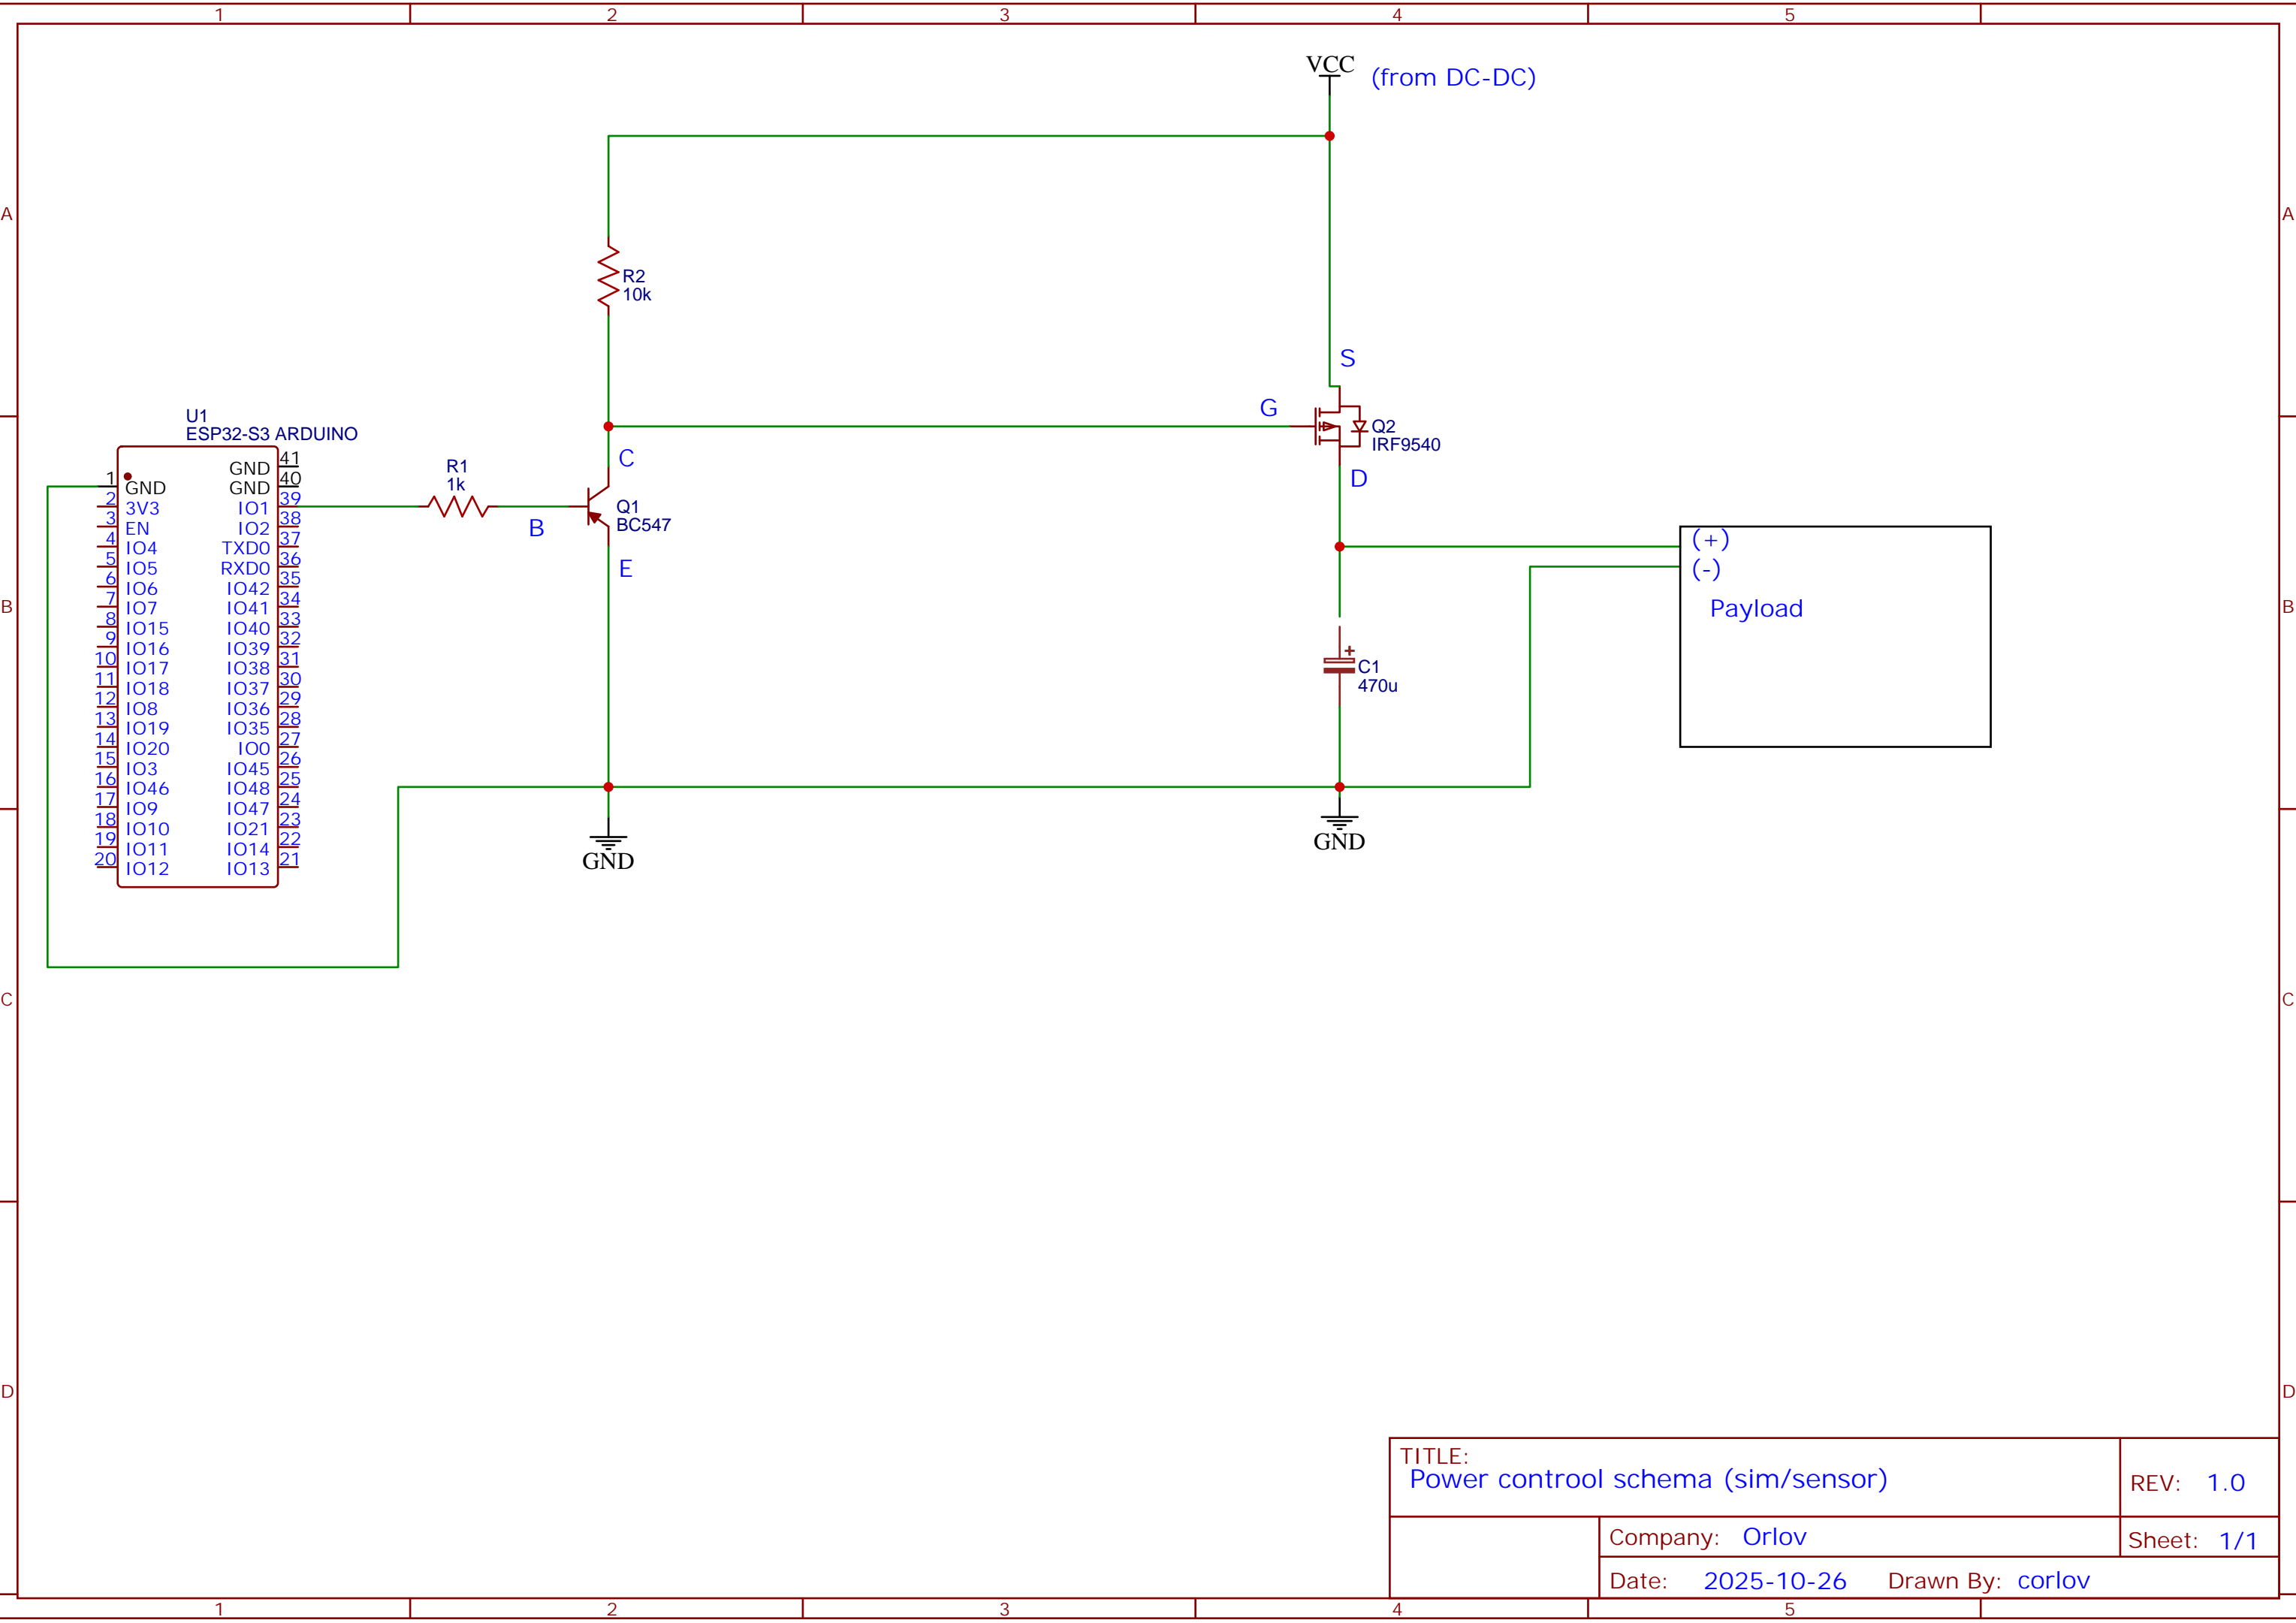 1 2 3 4 5
VCC (from DC-DC)
A A
R2
10k
S
G
Q2
IRF9540
D
U1
ESP32-S3 ARDUINO
R1
1k
C
B
Q1
BC547
E
1 GND
2 3V3
3 EN
4 IO4
5 IO5
6 IO6
7 IO7
8 IO15
9 IO16
10 IO17
11 IO18
12 IO8
13 IO19
14 IO20
15 IO3
16 IO46
17 IO9
18 IO10
19 IO11
20 IO12
GND 41
GND 40
IO1 39
IO2 38
TXD0 37
RXD0 36
IO42 35
IO41 34
IO40 33
IO39 32
IO38 31
IO37 30
IO36 29
IO35 28
IO0 27
IO45 26
IO48 25
IO47 24
IO21 23
IO14 22
IO13 21
(+)
(-)
Payload
B B
+
C1
470u
GND
GND
C C
D D
TITLE:
Power controol schema (sim/sensor)
REV: 1.0
Company: Orlov
Sheet: 1/1
Date: 2025-10-26 Drawn By: corlov
1 2 3 4 5